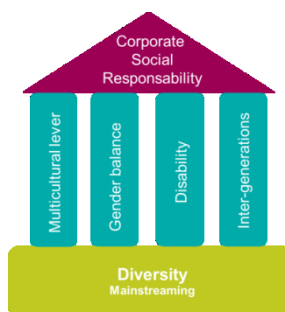 Corporate
Social
Responsability
Multicultural lever
Gender balance
Disability
Inter-generations
Diversity
Mainstreaming